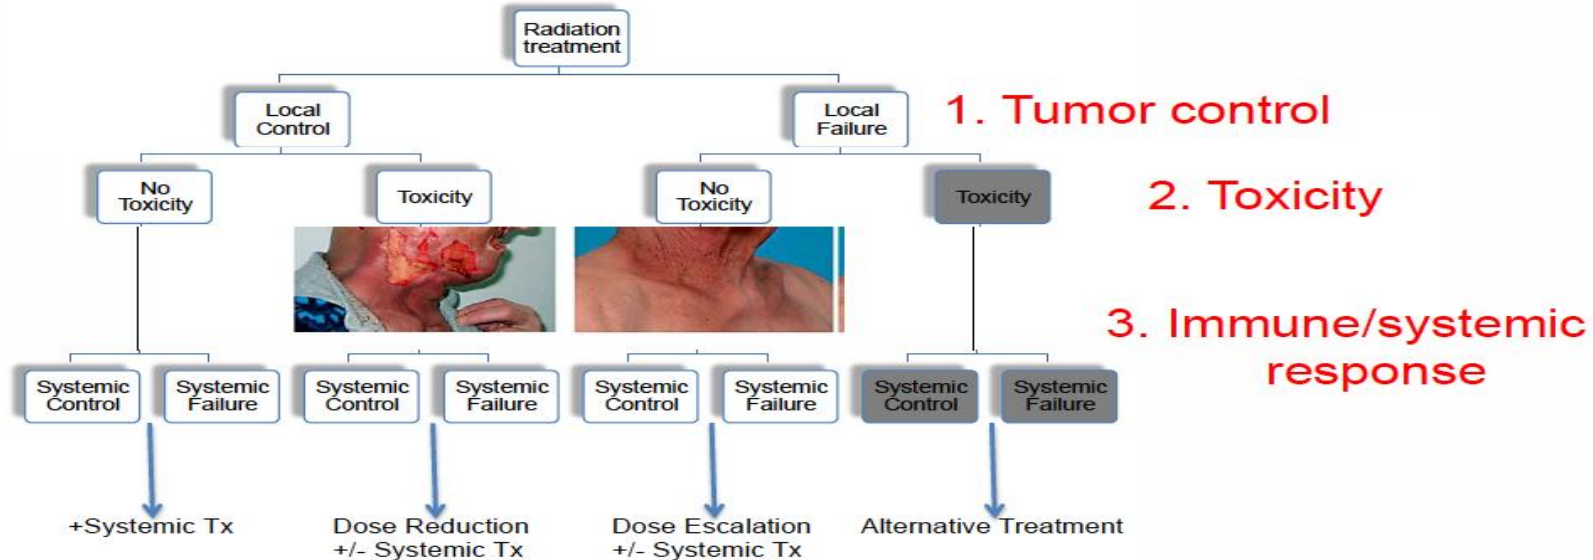 Radiation
treatment
Local
Control
Local
Failure
1. Tumor control
No
Toxicity
Toxicity
No
Toxicity
Toxicity
2. Toxicity
3. Immune/systemic
response
Systemic
Control
Systemic
Failure
Systemic
Control
Systemic
Failure
Systemic
Control
Systemic
Failure
Systemic
Control
Systemic
Failure
+Systemic Tx
Dose Reduction
+/- Systemic Tx
Dose Escalation
+/- Systemic Tx
Alternative Treatment